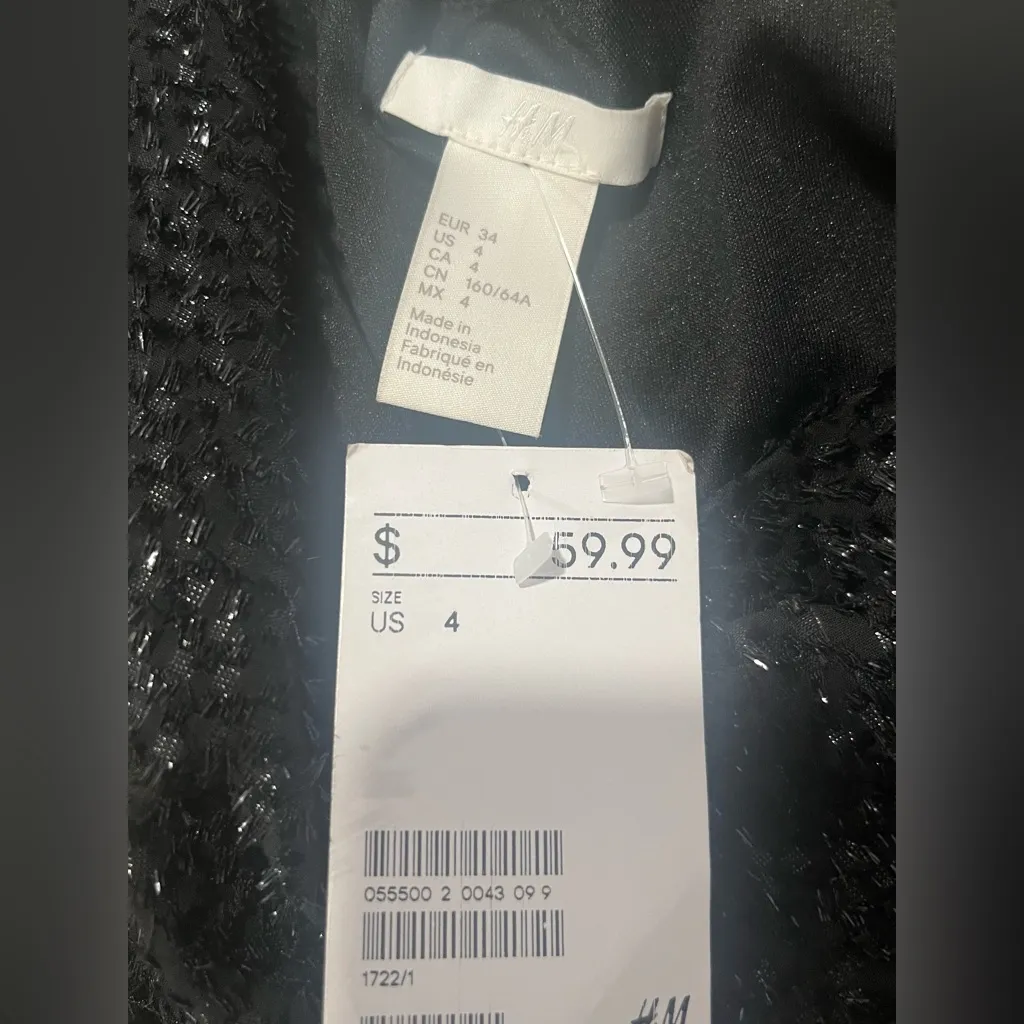 H&M
EUR 34
US 4
CA 4
CN 160/64A
MX 4
Made in
Indonesia
Fabriqué en
Indonésie
$ 59.99
SIZE
US 4
055500 2 0043 09 9
1722/1
H&M